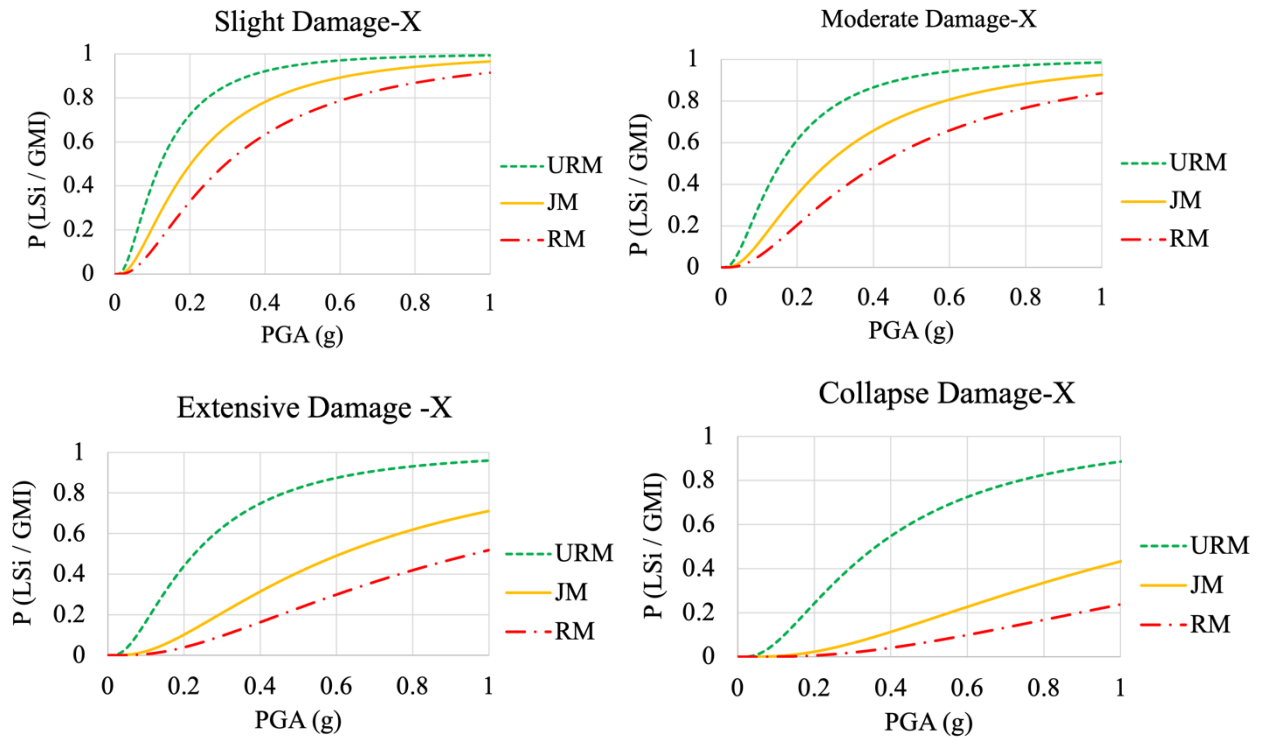 Slight Damage-X
P (LSi / GMI)
1
0.8
0.6
0.4
0.2
0
0 0.2 0.4 0.6 0.8 1
PGA (g)
URM
JM
RM
Moderate Damage-X
P (LSi / GMI)
1
0.8
0.6
0.4
0.2
0
0 0.2 0.4 0.6 0.8 1
PGA (g)
URM
JM
RM
Extensive Damage -X
P (LSi / GMI)
1
0.8
0.6
0.4
0.2
0
0 0.2 0.4 0.6 0.8 1
PGA (g)
URM
JM
RM
Collapse Damage-X
P (LSi / GMI)
1
0.8
0.6
0.4
0.2
0
0 0.2 0.4 0.6 0.8 1
PGA (g)
URM
JM
RM